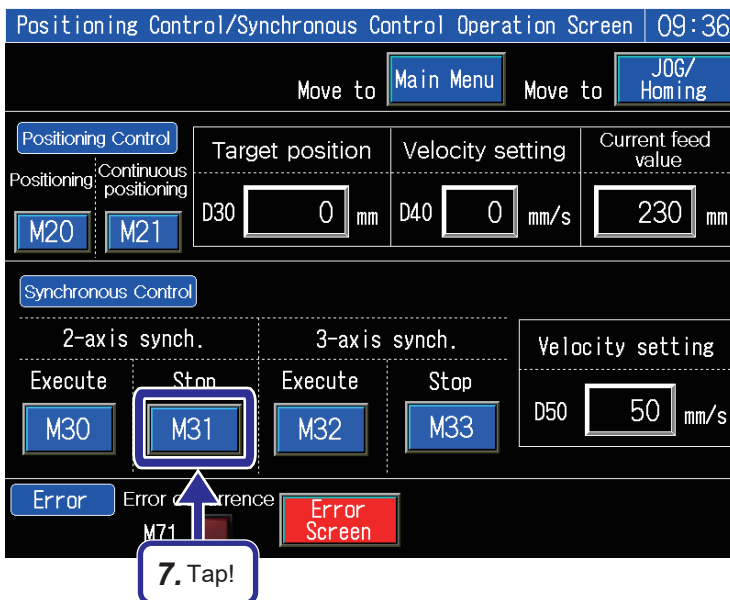 Positioning Control/Synchronous Control Operation Screen 09:36
Move to Main Menu Move to JOG/ Homing
Positioning Control
Positioning Continuous positioning
M20 M21
Target position
D30 0 mm
Velocity setting
D40 0 mm/s
Current feed value
230 mm
Synchronous Control
2-axis synch.
Execute Stop
M30 M31
3-axis synch.
Execute Stop
M32 M33
Velocity setting
D50 50 mm/s
Error
Error
M71
Error Screen
7. Tap!